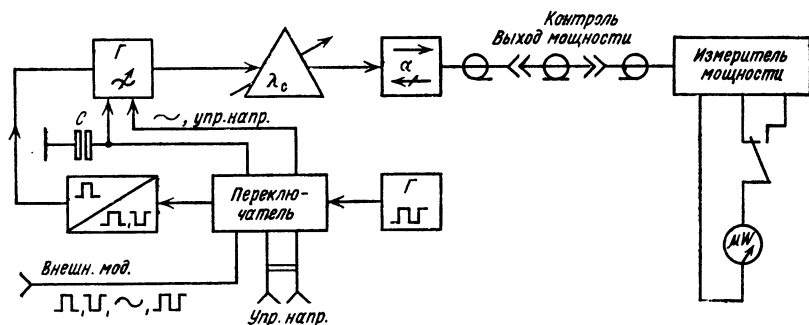 Контроль
Выход мощности
Г
λс
α
Измеритель
мощности
С
~, упр. напр.
Переклю-
чатель
Г
μW
Внешн. мод.
Упр. напр.